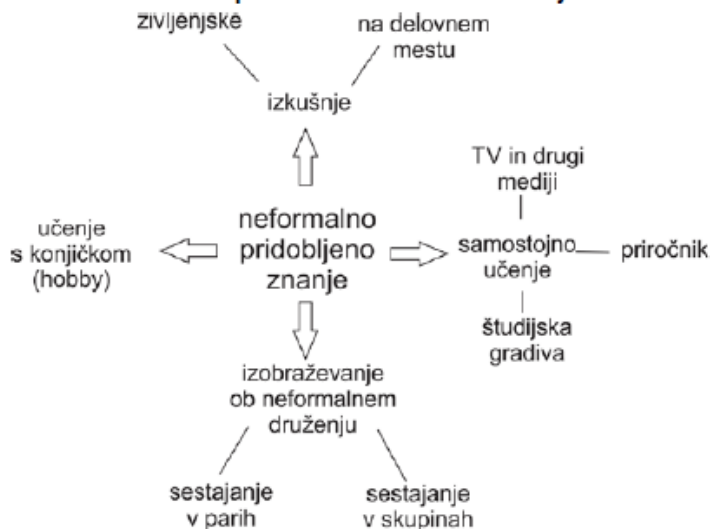 življenjske
na delovnem
mestu
izkušnje
TV in drugi
mediji
učenje
s konjičkom
(hobby)
neformalno
pridobljeno
znanje
samostojno
učenje
priročnik
študijska
gradiva
izobraževanje
ob neformalnem
druženju
sestajanje
v parih
sestajanje
v skupinah